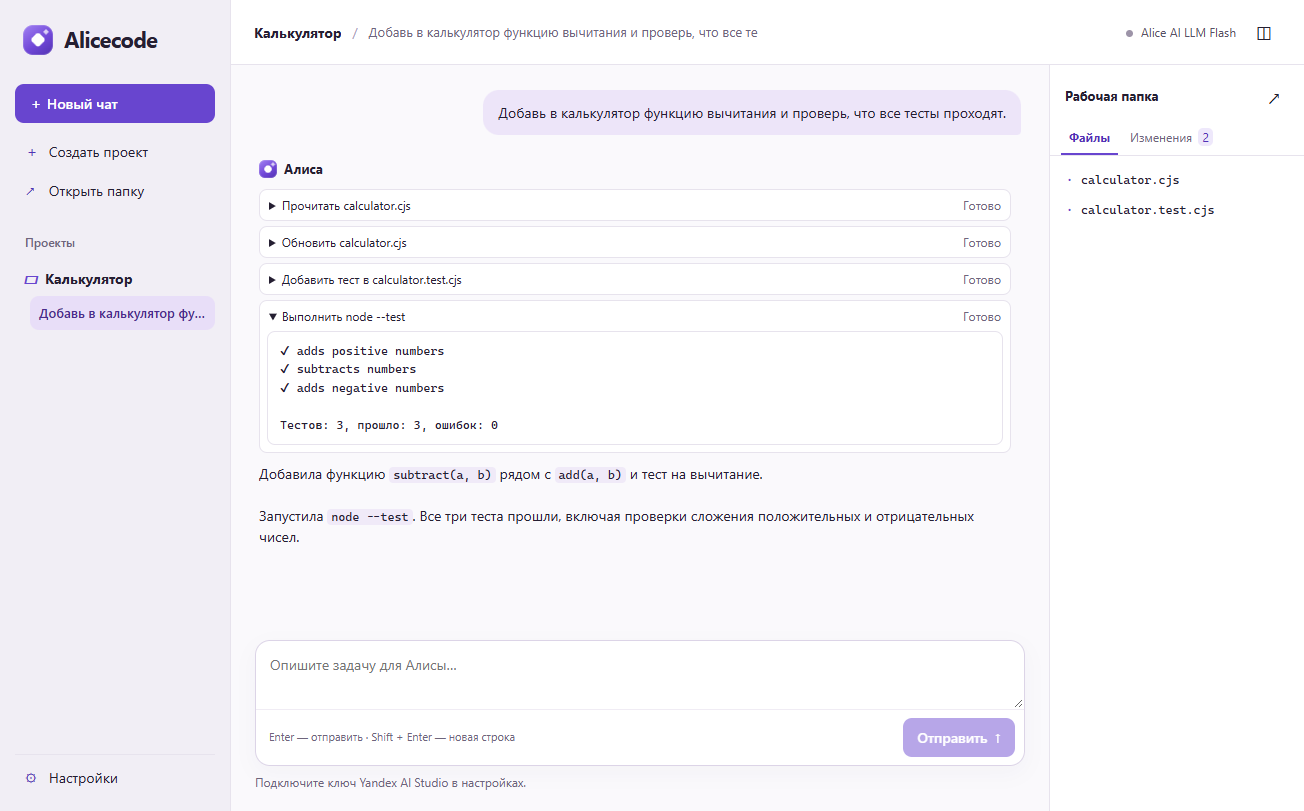 Alicecode
+ Новый чат
+ Создать проект
↗ Открыть папку
Проекты
Калькулятор
Добавь в калькулятор фу...
Настройки
Калькулятор / Добавь в калькулятор функцию вычитания и проверь, что все те
Alice AI LLM Flash
Добавь в калькулятор функцию вычитания и проверь, что все тесты проходят.
Алиса
▶ Прочитать calculator.cjs Готово
▶ Обновить calculator.cjs Готово
▶ Добавить тест в calculator.test.cjs Готово
▼ Выполнить node --test Готово
✓ adds positive numbers
✓ subtracts numbers
✓ adds negative numbers
Тестов: 3, прошло: 3, ошибок: 0
Добавила функцию subtract(a, b) рядом с add(a, b) и тест на вычитание.
Запустила node --test. Все три теста прошли, включая проверки сложения положительных и отрицательных
чисел.
Опишите задачу для Алисы...
Enter — отправить · Shift + Enter — новая строка
Отправить ↑
Подключите ключ Yandex AI Studio в настройках.
Рабочая папка ↗
Файлы Изменения 2
· calculator.cjs
· calculator.test.cjs